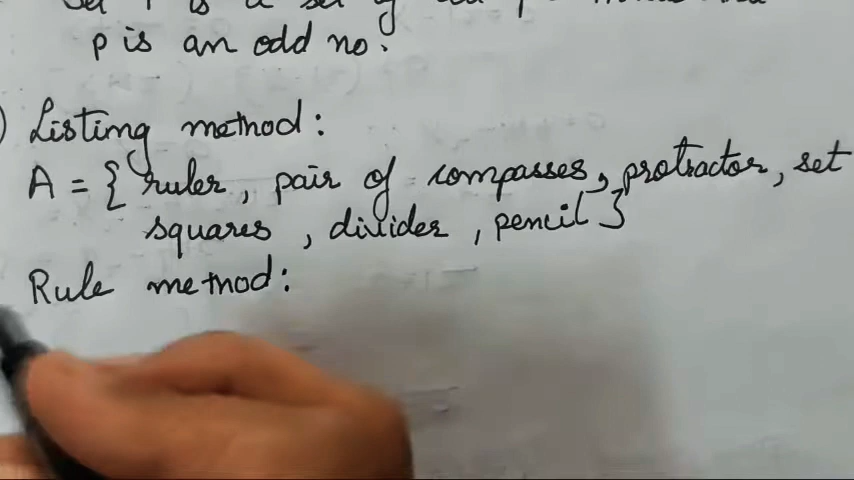 p is an odd no.
) Listing method:
A = { ruler, pair of compasses, protractor, set
squares, divider, pencil }
Rule method: